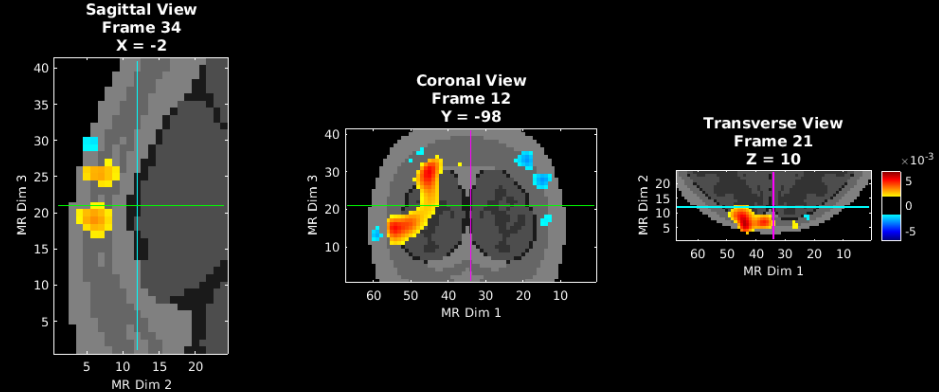 Sagittal View
Frame 34
X = -2
40
35
30
25
20
15
10
5
MR Dim 3
5 10 15 20
MR Dim 2
Coronal View
Frame 12
Y = -98
40
30
20
10
MR Dim 3
60 50 40 30 20 10
MR Dim 1
Transverse View
Frame 21
Z = 10
20
15
10
5
MR Dim 2
60 50 40 30 20 10
MR Dim 1
×10⁻³
5
0
-5